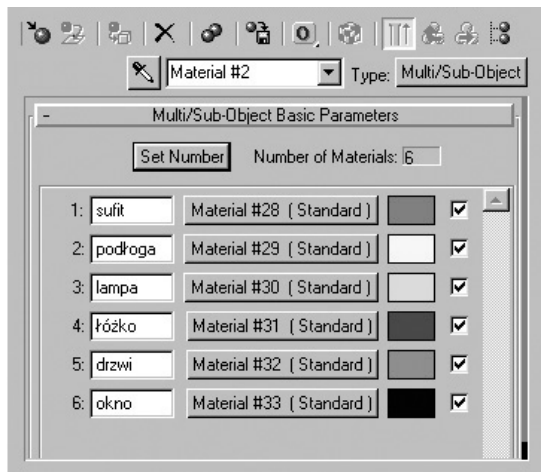 Material #2 Type: Multi/Sub-Object
- Multi/Sub-Object Basic Parameters
Set Number Number of Materials: 6
1: sufit Material #28 ( Standard )
2: podłoga Material #29 ( Standard )
3: lampa Material #30 ( Standard )
4: łóżko Material #31 ( Standard )
5: drzwi Material #32 ( Standard )
6: okno Material #33 ( Standard )